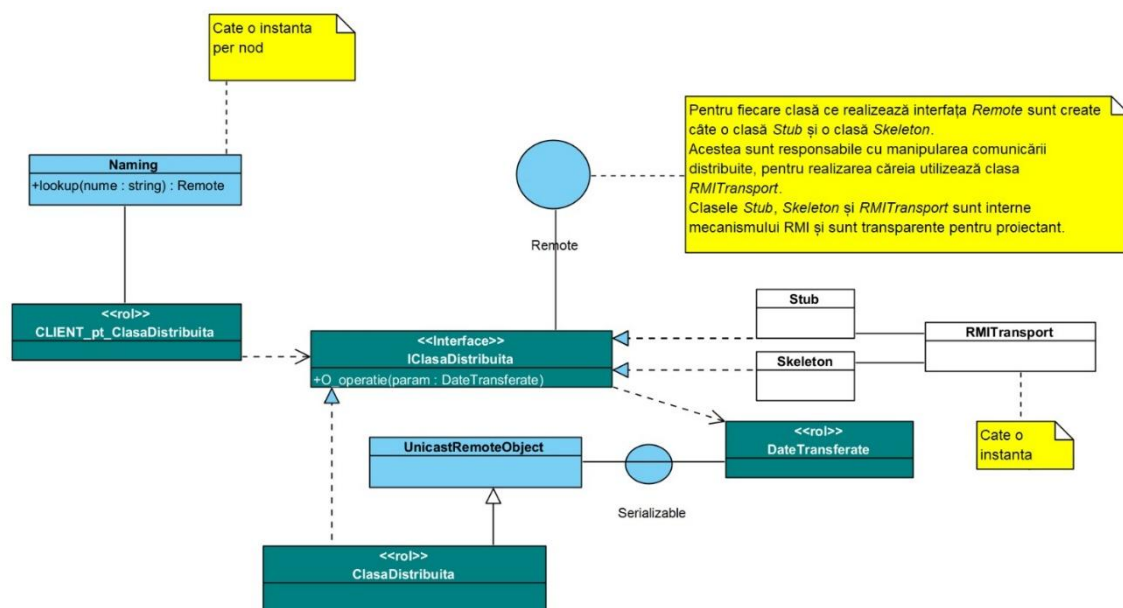 Cate o instanta
per nod
Pentru fiecare clasă ce realizează interfața Remote sunt create
câte o clasă Stub și o clasă Skeleton.
Acestea sunt responsabile cu manipularea comunicării
distribuite, pentru realizarea căreia utilizează clasa
RMITransport.
Clasele Stub, Skeleton și RMITransport sunt interne
mecanismului RMI și sunt transparente pentru proiectant.
Naming
+lookup(nume : string) : Remote
Remote
<<rol>>
CLIENT_pt_ClasaDistribuita
<<Interface>>
IClasaDistribuita
+O_operatie(param : DateTransferate)
Stub
Skeleton
RMITransport
UnicastRemoteObject
Serializable
<<rol>>
DateTransferate
Cate o
instanta
<<rol>>
ClasaDistribuita